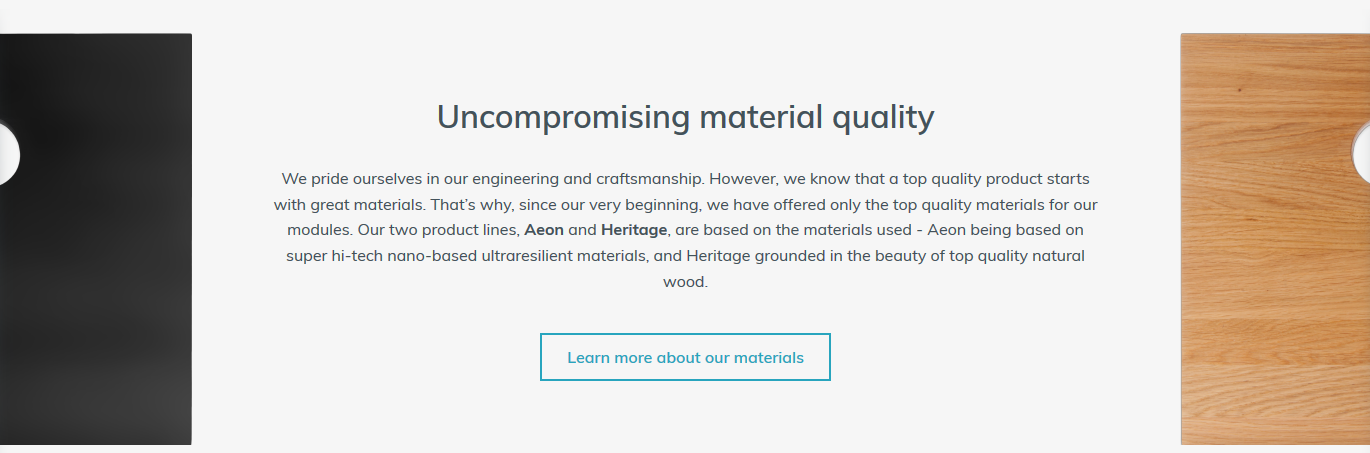 Uncompromising material quality
We pride ourselves in our engineering and craftsmanship. However, we know that a top quality product starts
with great materials. That’s why, since our very beginning, we have offered only the top quality materials for our
modules. Our two product lines, Aeon and Heritage, are based on the materials used - Aeon being based on
super hi-tech nano-based ultraresilient materials, and Heritage grounded in the beauty of top quality natural
wood.
Learn more about our materials